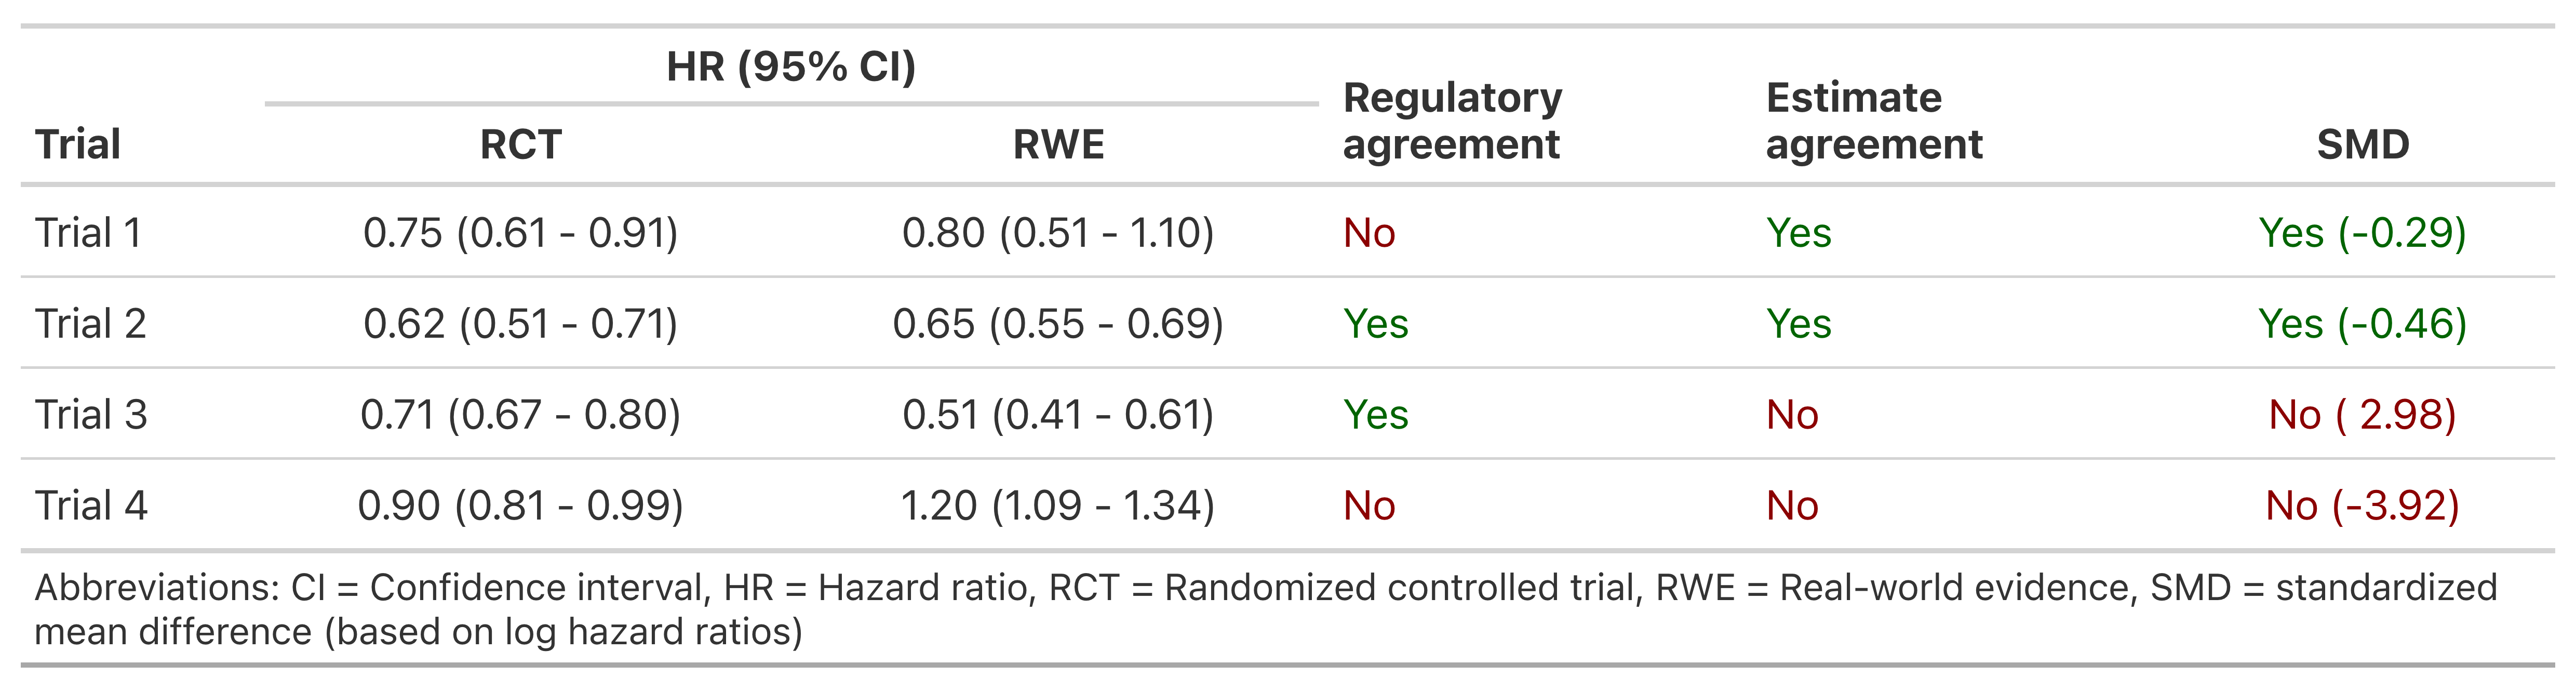 HR (95% CI)
Trial RCT RWE Regulatory agreement Estimate agreement SMD
Trial 1 0.75 (0.61 - 0.91) 0.80 (0.51 - 1.10) No Yes Yes (-0.29)
Trial 2 0.62 (0.51 - 0.71) 0.65 (0.55 - 0.69) Yes Yes Yes (-0.46)
Trial 3 0.71 (0.67 - 0.80) 0.51 (0.41 - 0.61) Yes No No ( 2.98)
Trial 4 0.90 (0.81 - 0.99) 1.20 (1.09 - 1.34) No No No (-3.92)
Abbreviations: CI = Confidence interval, HR = Hazard ratio, RCT = Randomized controlled trial, RWE = Real-world evidence, SMD = standardized
mean difference (based on log hazard ratios)